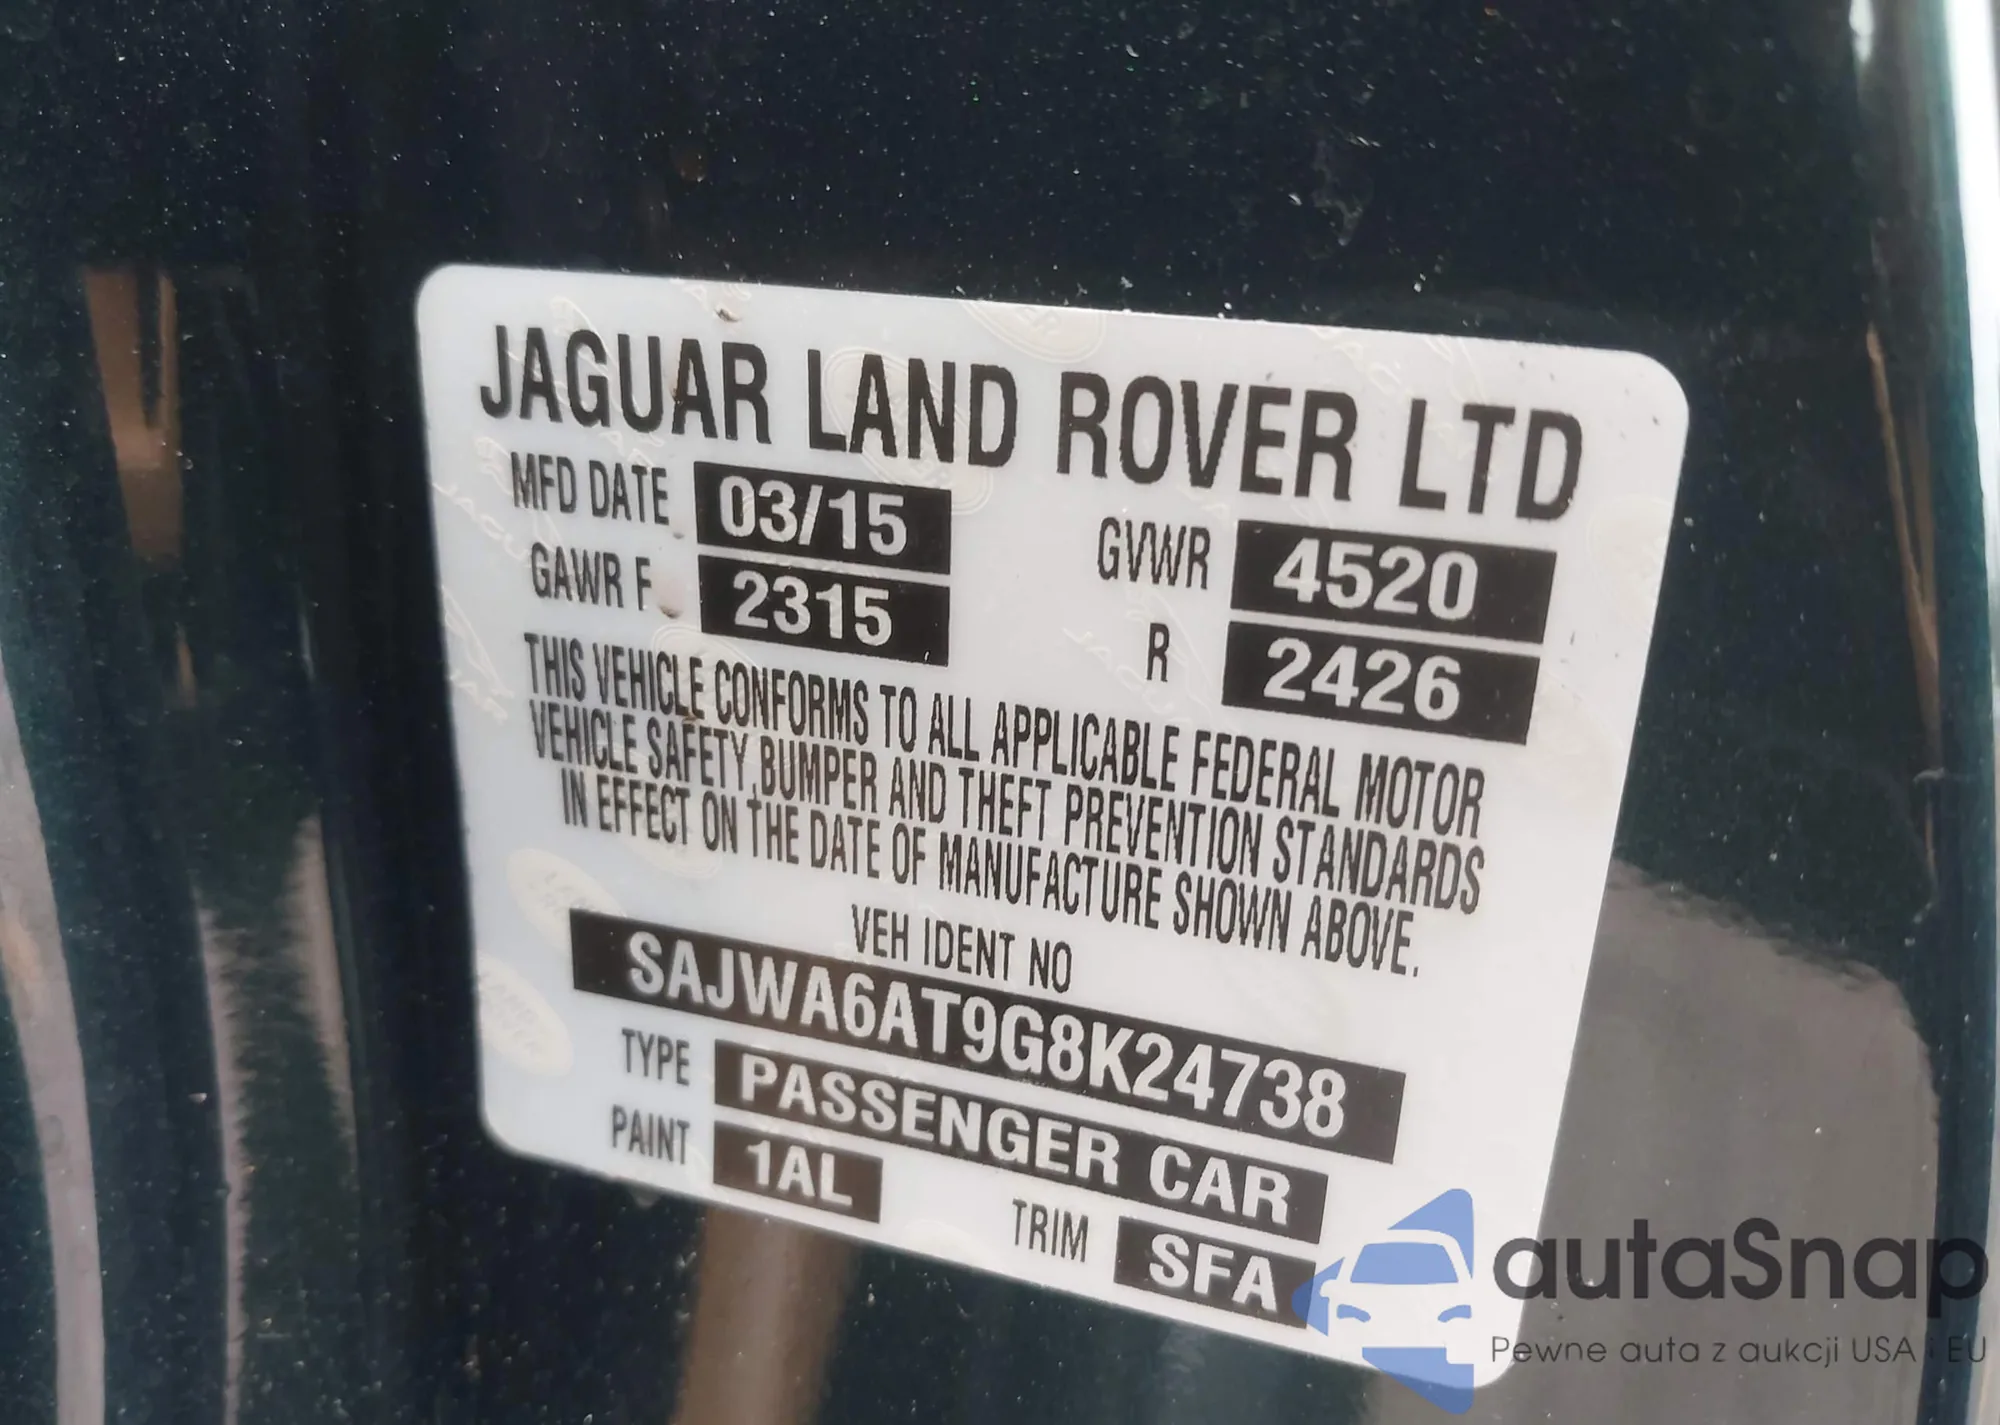 JAGUAR LAND ROVER LTD
MFD DATE 03/15 GVWR 4520
GAWR F 2315 R 2426
THIS VEHICLE CONFORMS TO ALL APPLICABLE FEDERAL MOTOR
VEHICLE SAFETY, BUMPER AND THEFT PREVENTION STANDARDS
IN EFFECT ON THE DATE OF MANUFACTURE SHOWN ABOVE.
VEH IDENT NO
SAJWA6AT9G8K24738
TYPE PASSENGER CAR
PAINT 1AL TRIM SFA
autaSnap
Pewne auta z aukcji USA i EU